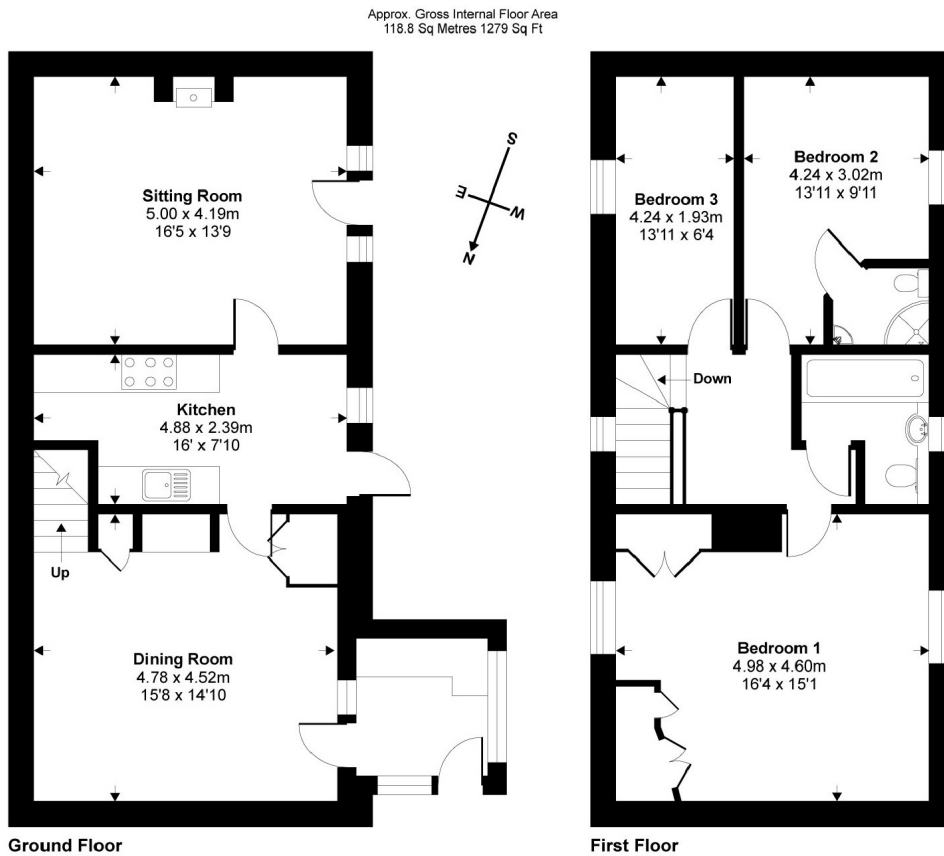 Approx. Gross Internal Floor Area
118.8 Sq Metres 1279 Sq Ft
Sitting Room
5.00 x 4.19m
16'5 x 13'9
S
E
W
N
Kitchen
4.88 x 2.39m
16' x 7'10
Up
Dining Room
4.78 x 4.52m
15'8 x 14'10
Ground Floor
Bedroom 3
4.24 x 1.93m
13'11 x 6'4
Bedroom 2
4.24 x 3.02m
13'11 x 9'11
Down
Bedroom 1
4.98 x 4.60m
16'4 x 15'1
First Floor